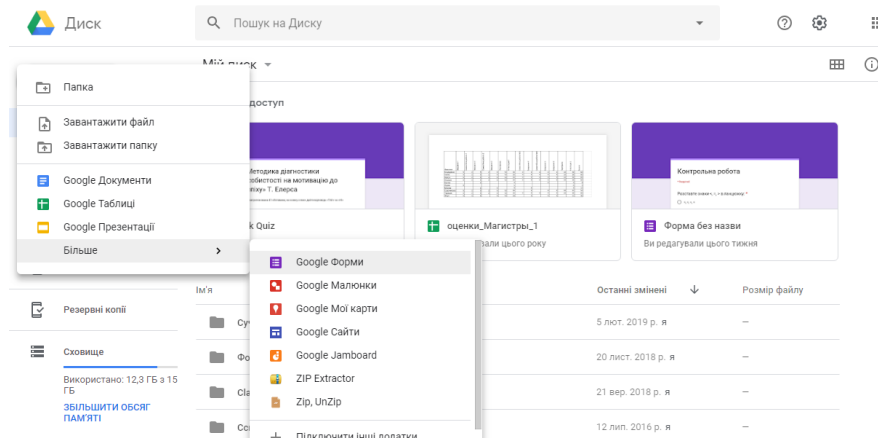 Диск
Пошук на Диску
Мій диск
Папка
доступ
Завантажити файл
Завантажити папку
Google Документи
Google Таблиці
Google Презентації
Більше
Методика діагностики
особистості на мотивацію до
успіху» Т. Елерса
Контрольна робота
Quiz
оценки_Магистры_1
вали цього року
Форма без назви
Ви редагували цього тижня
Google Форми
Google Малюнки
Google Мої карти
Google Сайти
Google Jamboard
ZIP Extractor
Zip, UnZip
Підключити інші додатки
Ім'я
Останні змінені
Розмір файлу
Резервні копії
Су
5 лют. 2019 р. я
–
Сховище
Фо
20 лист. 2018 р. я
–
Використано: 12,3 ГБ з 15
ГБ
Cla
21 вер. 2018 р. я
–
ЗБІЛЬШИТИ ОБСЯГ
ПАМ'ЯТІ
12 лип. 2016 р. я
–